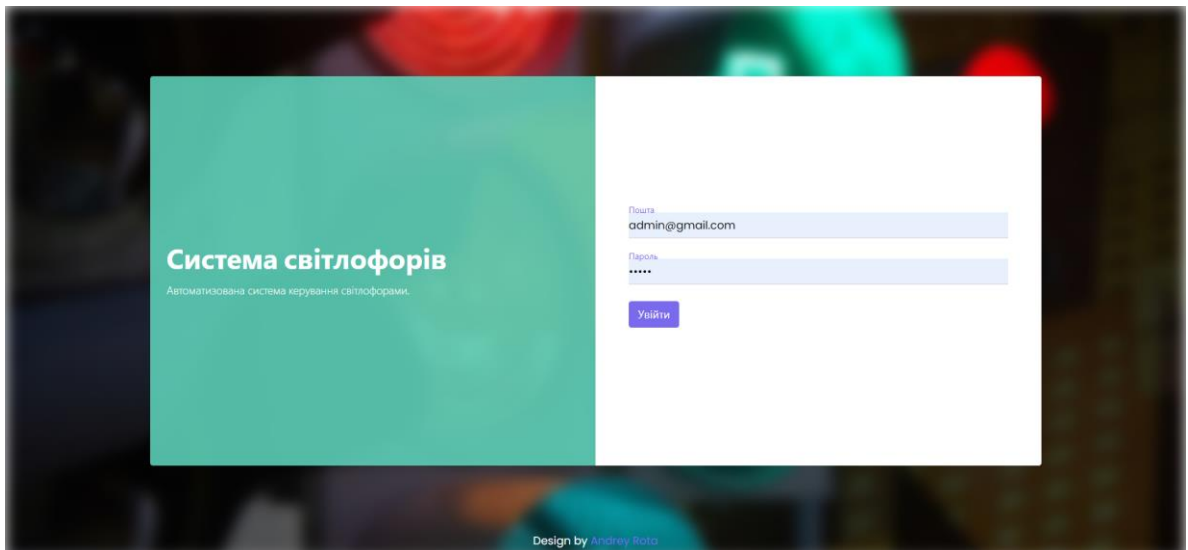 Система світлофорів
Автоматизована система керування світлофорами.
Пошта
admin@gmail.com
Пароль
•••••
Увійти
Design by Andrey Rota